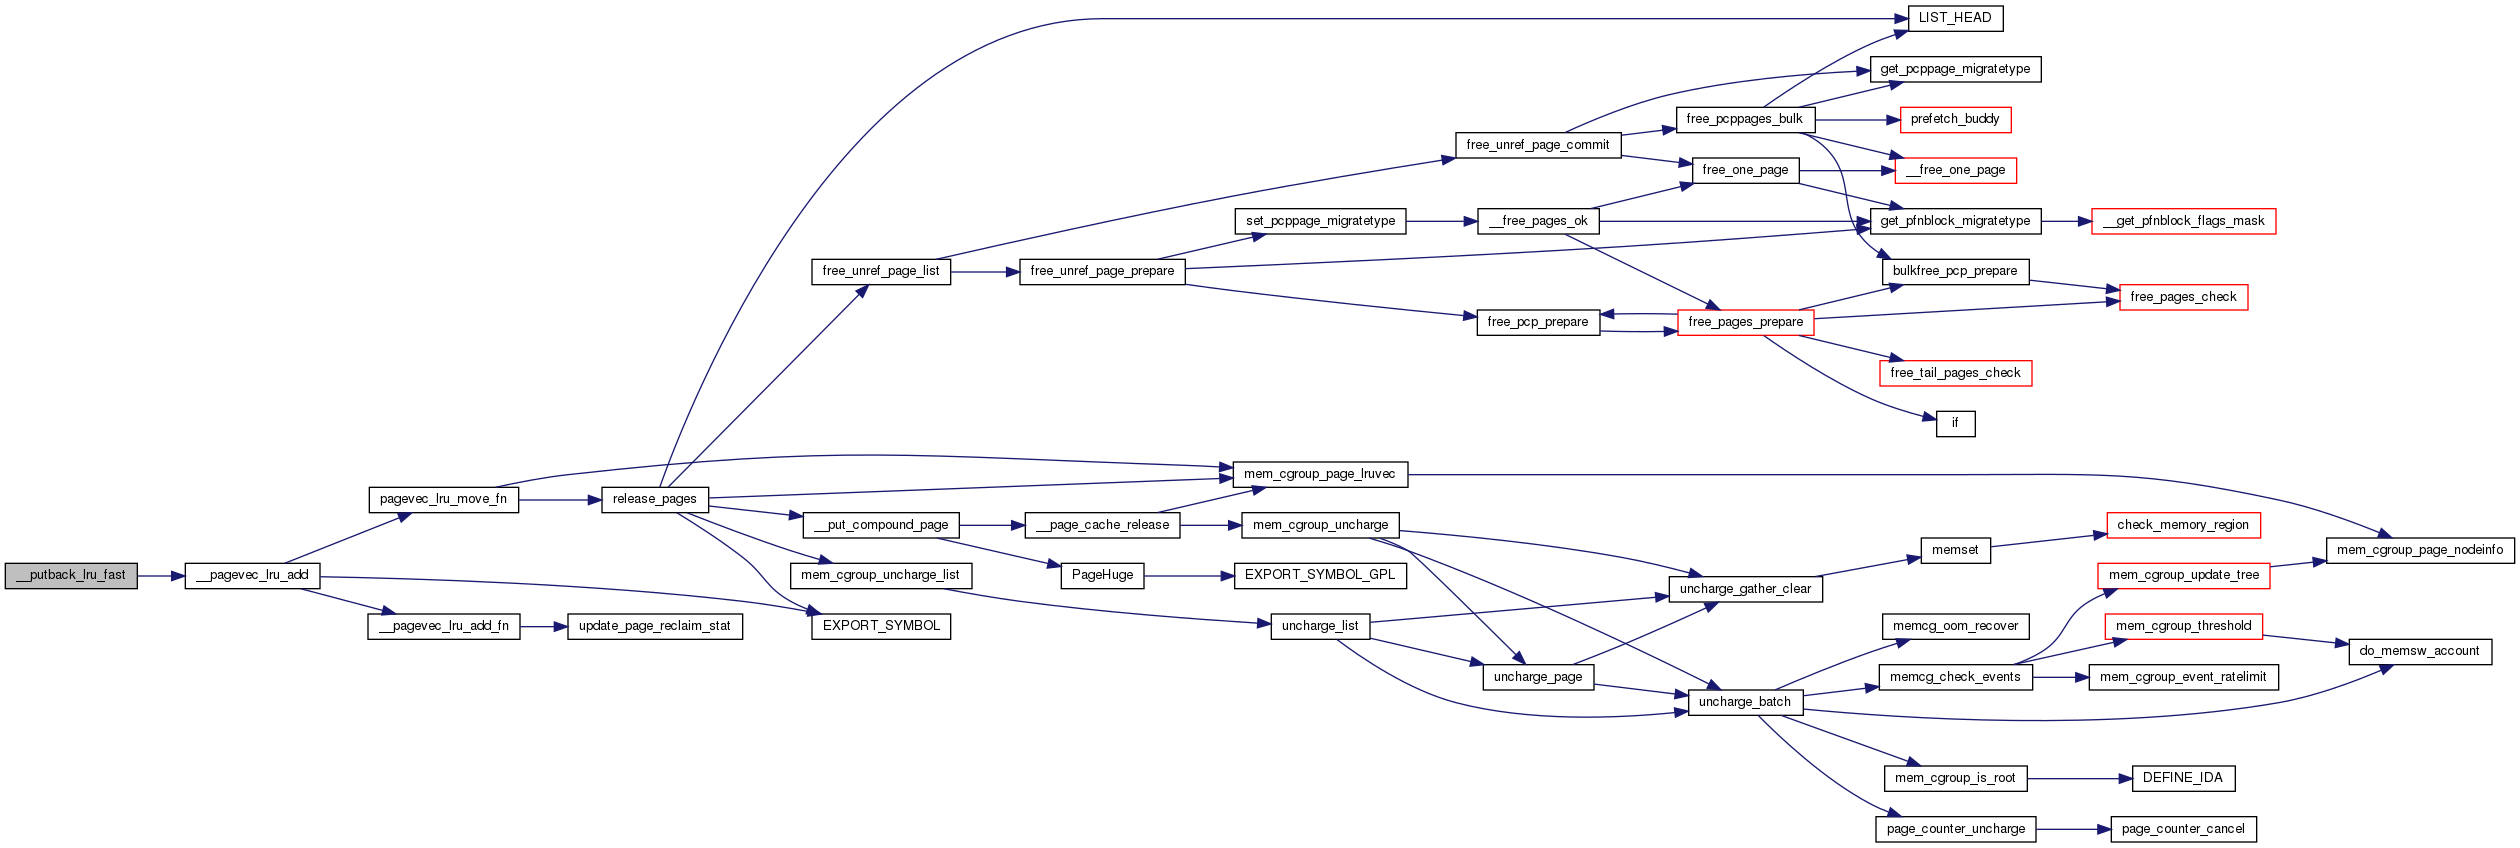 __putback_lru_fast
__pagevec_lru_add
pagevec_lru_move_fn
__pagevec_lru_add_fn
release_pages
update_page_reclaim_stat
free_unref_page_list
__put_compound_page
mem_cgroup_uncharge_list
EXPORT_SYMBOL
free_unref_page_prepare
__page_cache_release
PageHuge
set_pcppage_migratetype
mem_cgroup_page_lruvec
mem_cgroup_uncharge
EXPORT_SYMBOL_GPL
uncharge_list
free_unref_page_commit
__free_pages_ok
free_pcp_prepare
uncharge_page
free_pcppages_bulk
free_one_page
free_pages_prepare
uncharge_gather_clear
uncharge_batch
LIST_HEAD
get_pcppage_migratetype
prefetch_buddy
__free_one_page
get_pfnblock_migratetype
bulkfree_pcp_prepare
free_tail_pages_check
if
memset
memcg_oom_recover
memcg_check_events
mem_cgroup_is_root
page_counter_uncharge
__get_pfnblock_flags_mask
free_pages_check
check_memory_region
mem_cgroup_update_tree
mem_cgroup_threshold
mem_cgroup_event_ratelimit
DEFINE_IDA
page_counter_cancel
mem_cgroup_page_nodeinfo
do_memsw_account